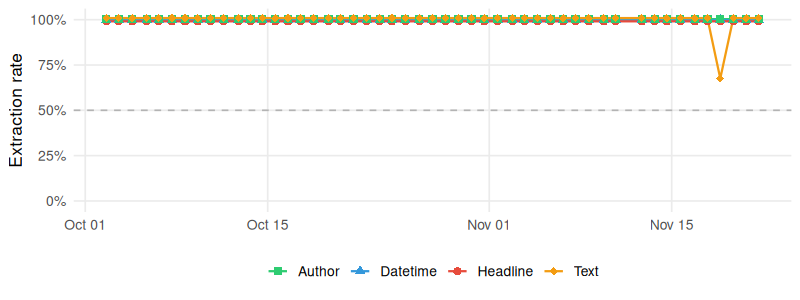 Extraction rate
100%
75%
50%
25%
0%
Oct 01
Oct 15
Nov 01
Nov 15
Author
Datetime
Headline
Text